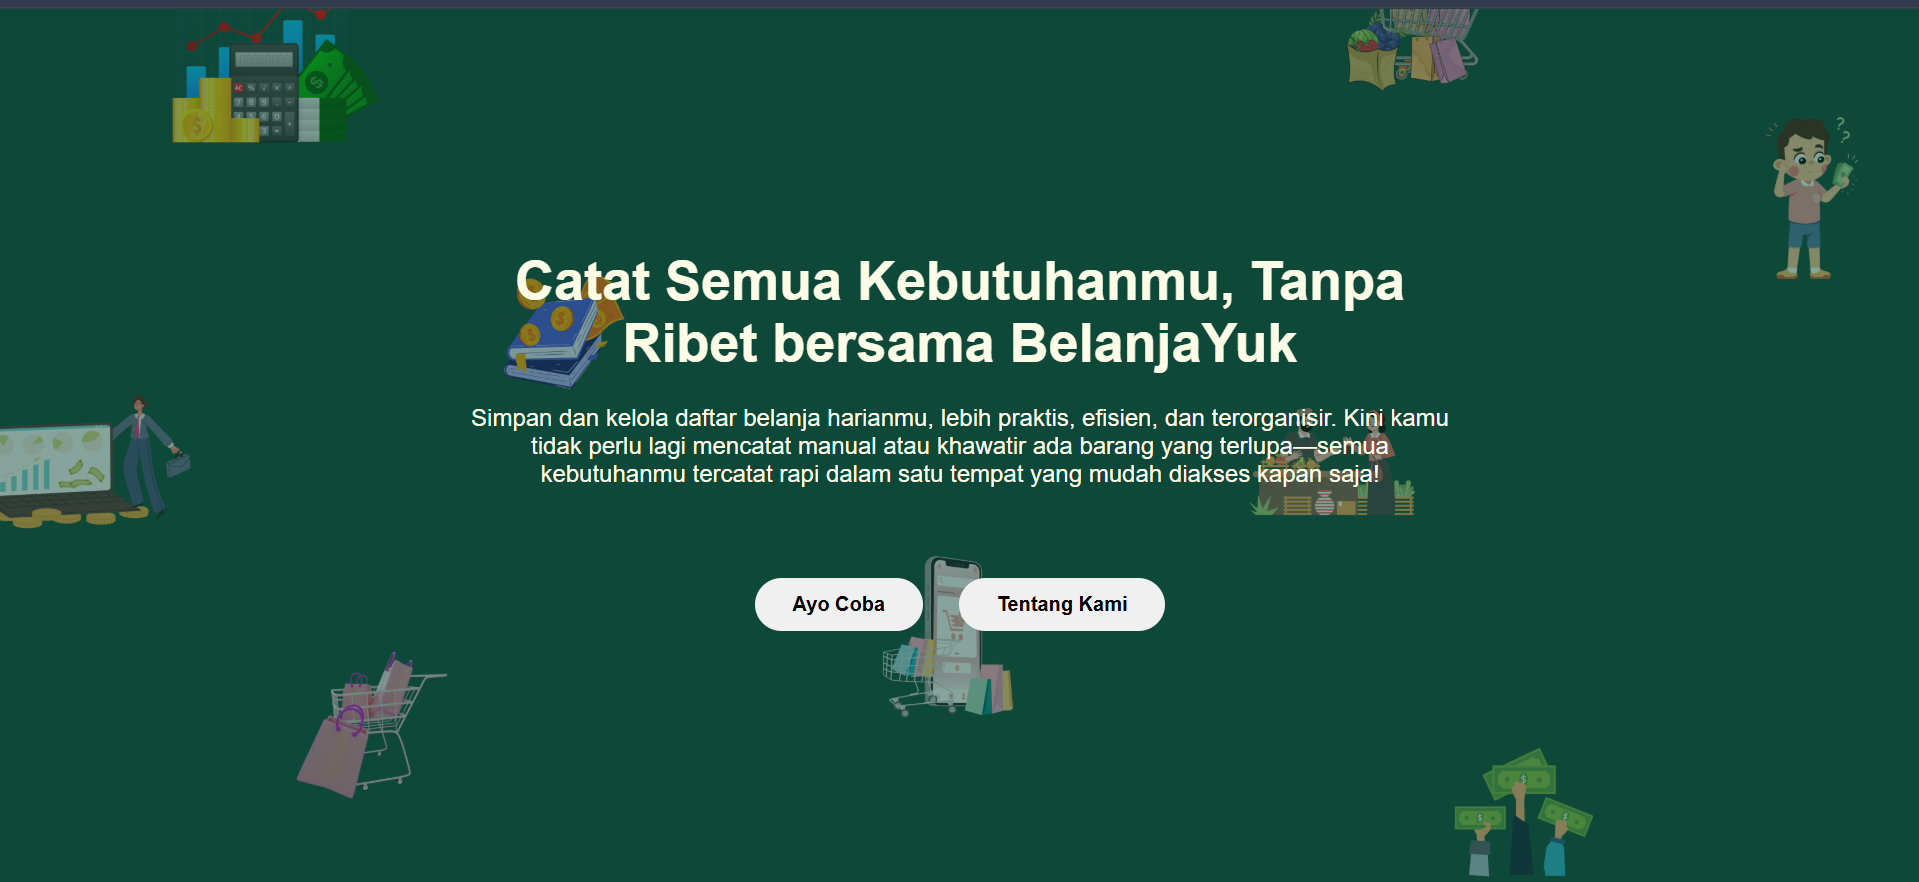 Catat Semua Kebutuhanmu, Tanpa
Ribet bersama BelanjaYuk
Simpan dan kelola daftar belanja harianmu, lebih praktis, efisien, dan terorganisir. Kini kamu
tidak perlu lagi mencatat manual atau khawatir ada barang yang terlupa—semua
kebutuhanmu tercatat rapi dalam satu tempat yang mudah diakses kapan saja!
Ayo Coba
Tentang Kami